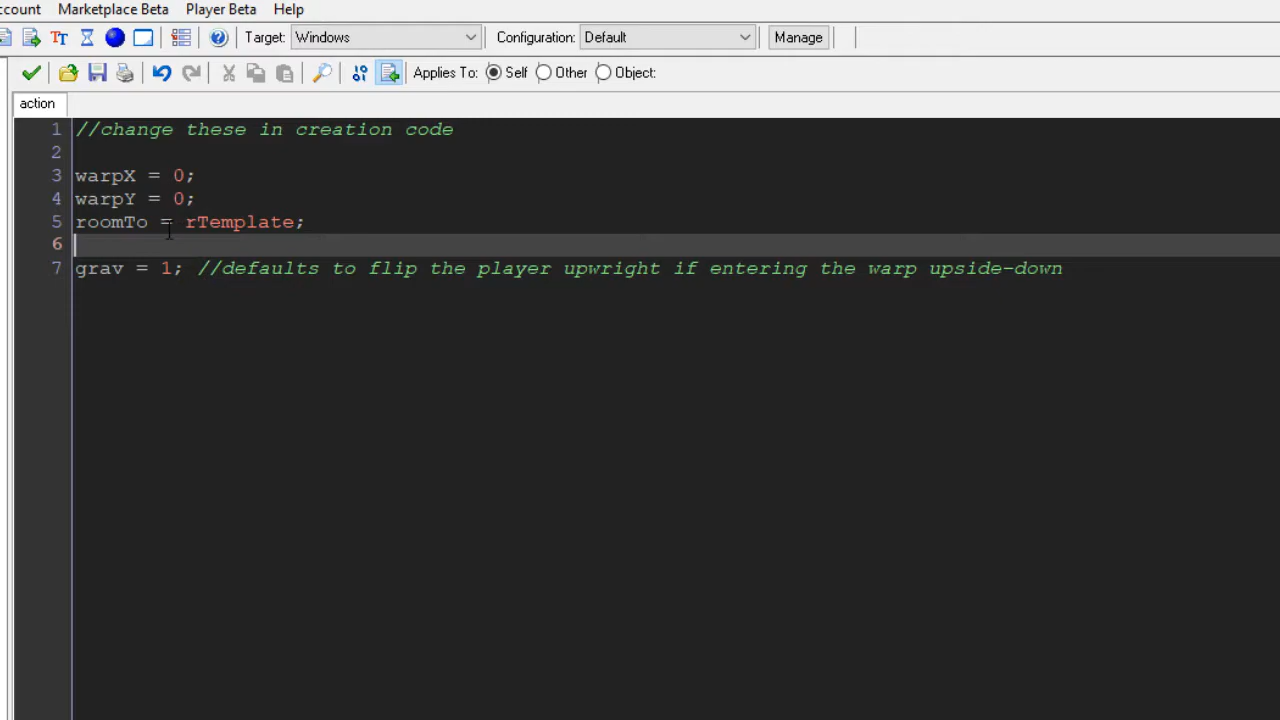 ccount Marketplace Beta Player Beta Help
TT Target: Windows Configuration: Default Manage
Applies To: Self Other Object:
action
1 //change these in creation code
2
3 warpX = 0;
4 warpY = 0;
5 roomTo = rTemplate;
6
7 grav = 1; //defaults to flip the player upwright if entering the warp upside-down